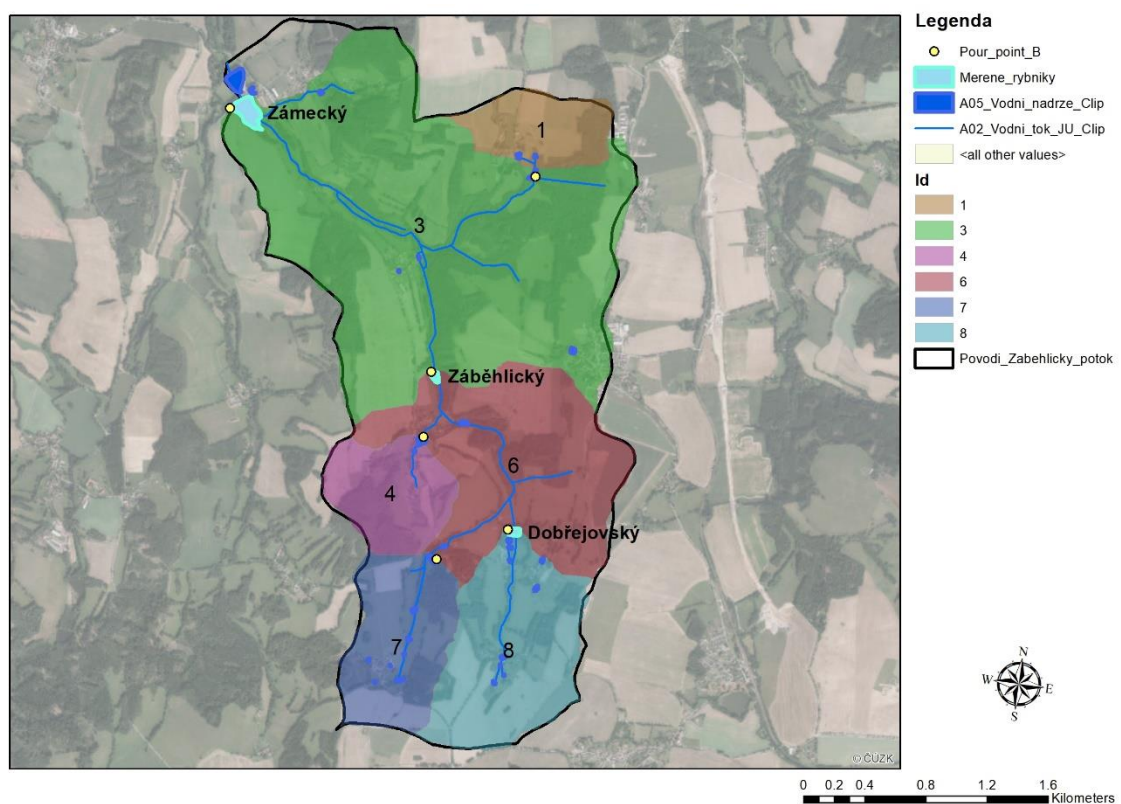 Zámecký
1
3
Záběhlický
6
4
Dobřejovský
7
8
© ČÚZK
Legenda
Pour_point_B
Merene_rybniky
A05_Vodni_nadrze_Clip
A02_Vodni_tok_JU_Clip
<all other values>
Id
1
3
4
6
7
8
Povodi_Zabehlicky_potok
N
W E
S
0 0.2 0.4 0.8 1.2 1.6
Kilometers